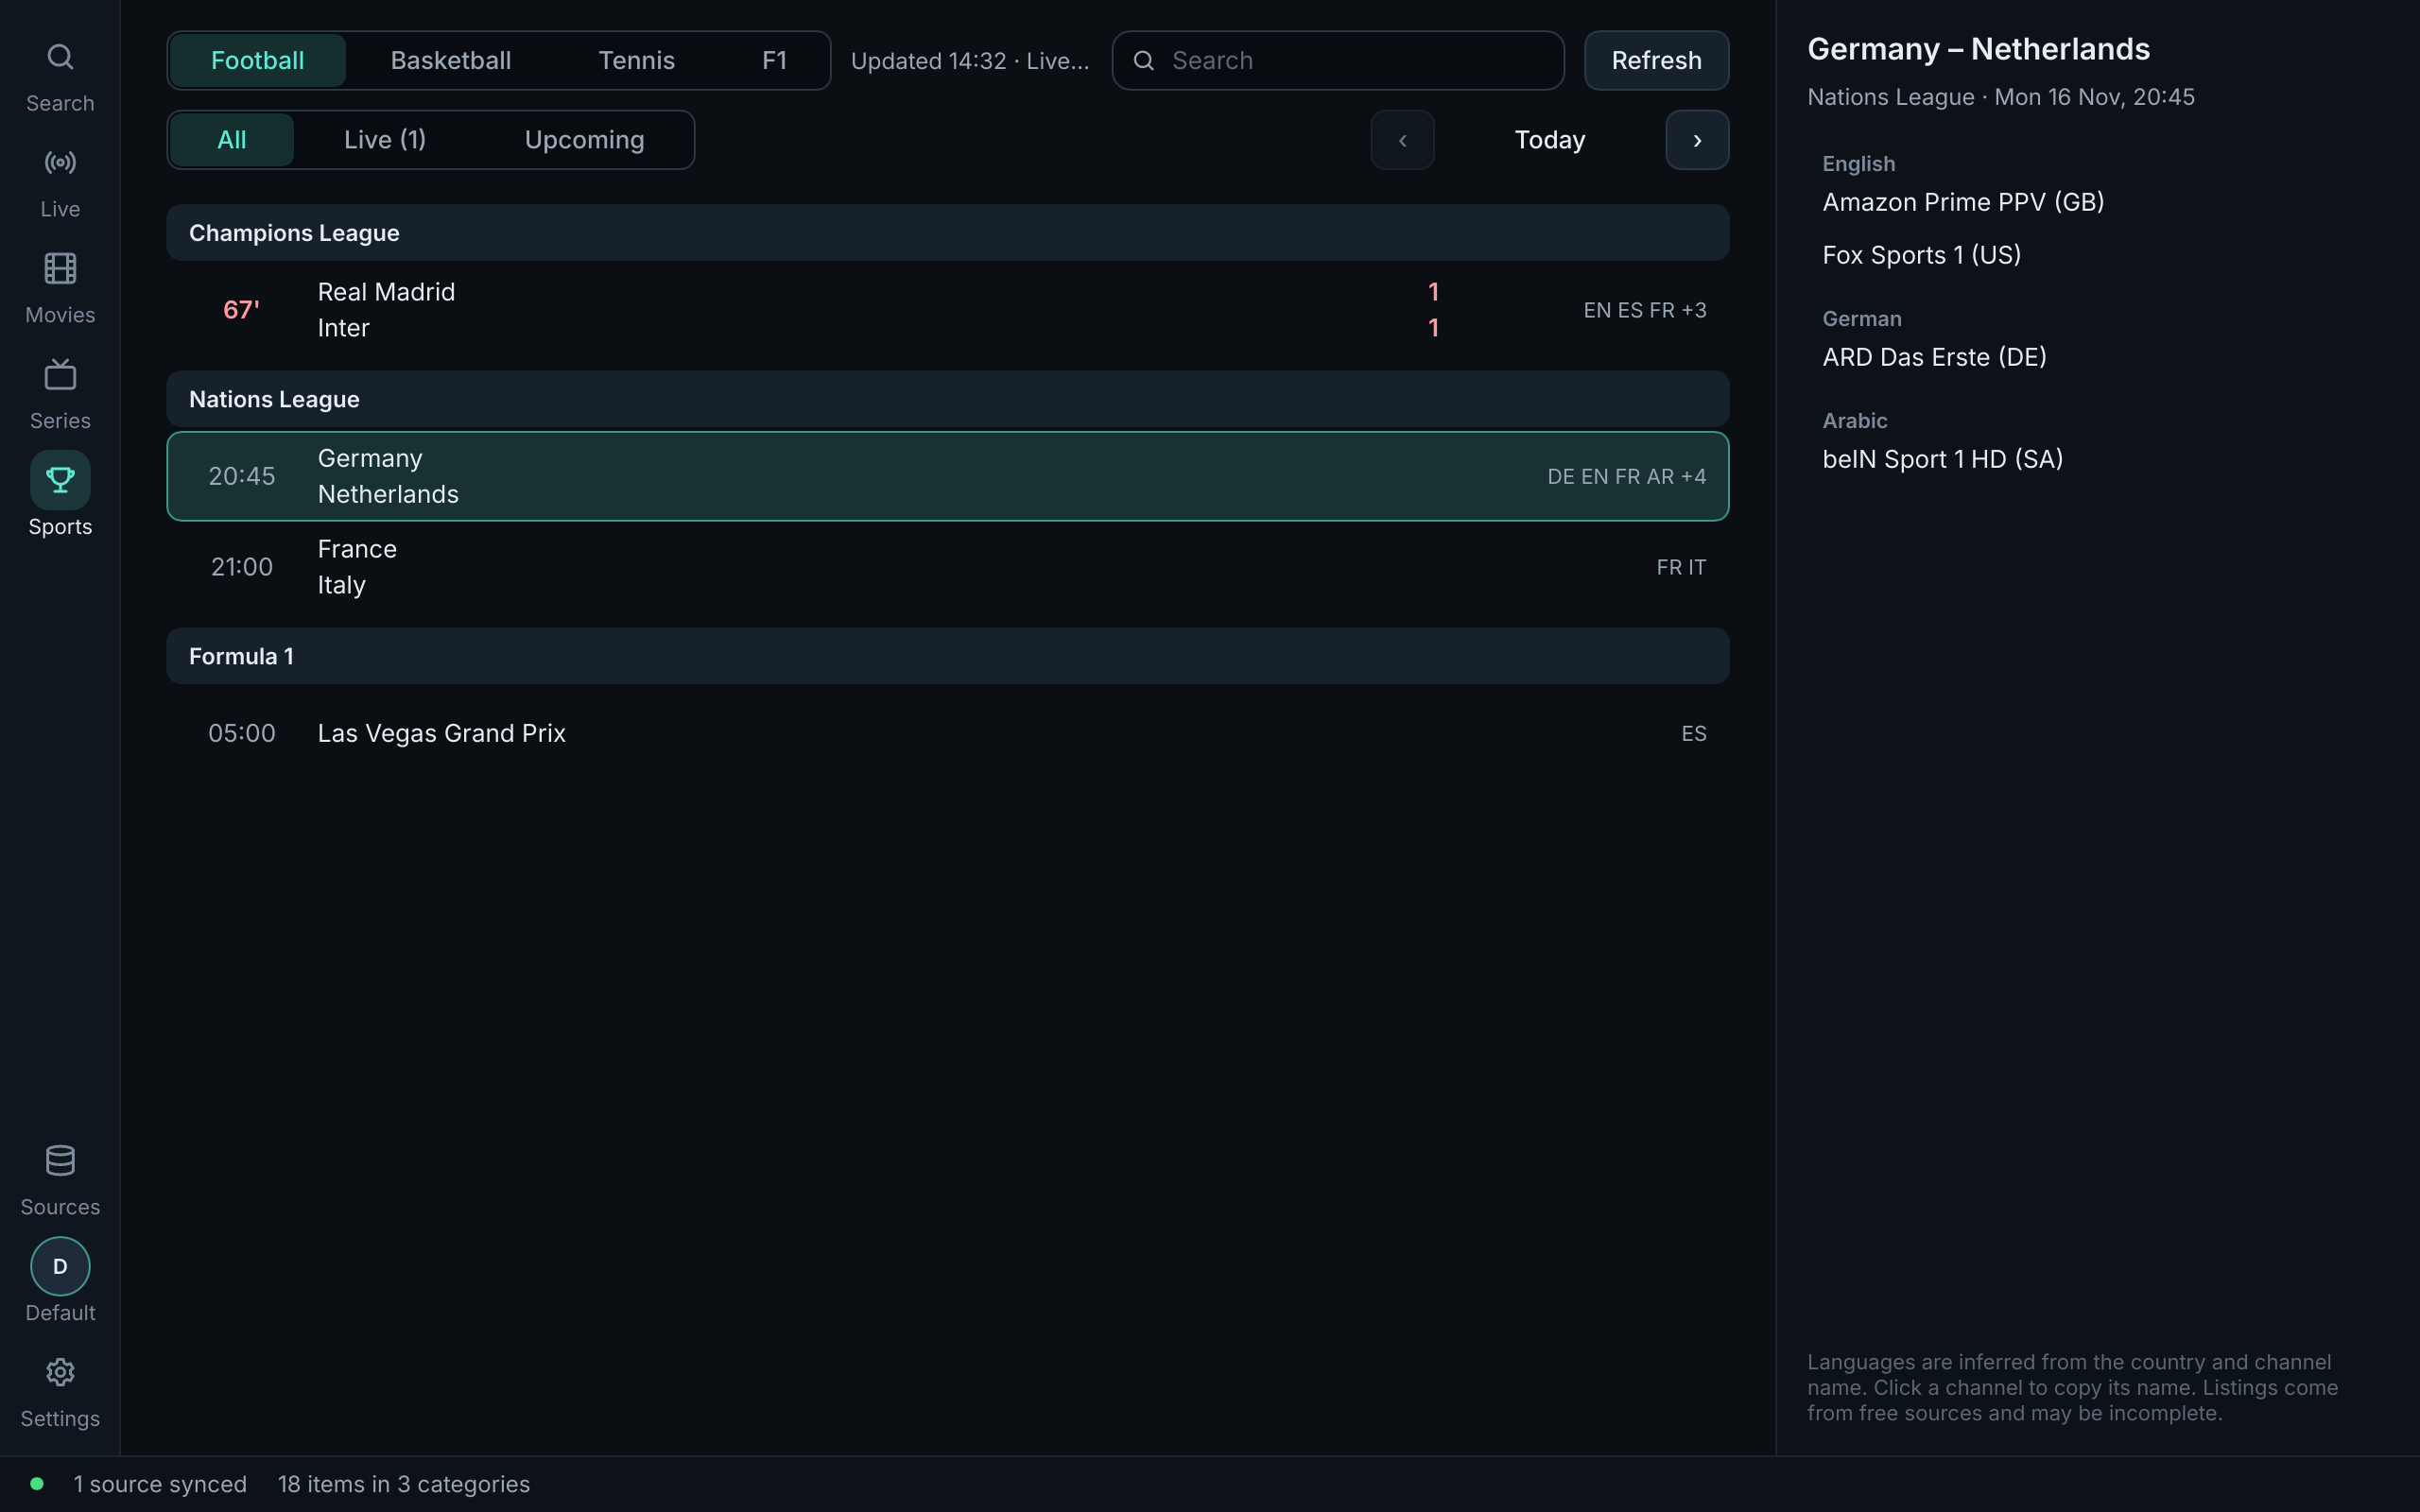 Search
Live
Movies
Series
Sports
Sources
D
Default
Settings
Football Basketball Tennis F1 Updated 14:32 · Live... Search Refresh
All Live (1) Upcoming ‹ Today ›
Champions League
67' Real Madrid 1 EN ES FR +3
Inter 1
Nations League
20:45 Germany DE EN FR AR +4
Netherlands
21:00 France FR IT
Italy
Formula 1
05:00 Las Vegas Grand Prix ES
Germany – Netherlands
Nations League · Mon 16 Nov, 20:45
English
Amazon Prime PPV (GB)
Fox Sports 1 (US)
German
ARD Das Erste (DE)
Arabic
beIN Sport 1 HD (SA)
Languages are inferred from the country and channel
name. Click a channel to copy its name. Listings come
from free sources and may be incomplete.
1 source synced 18 items in 3 categories